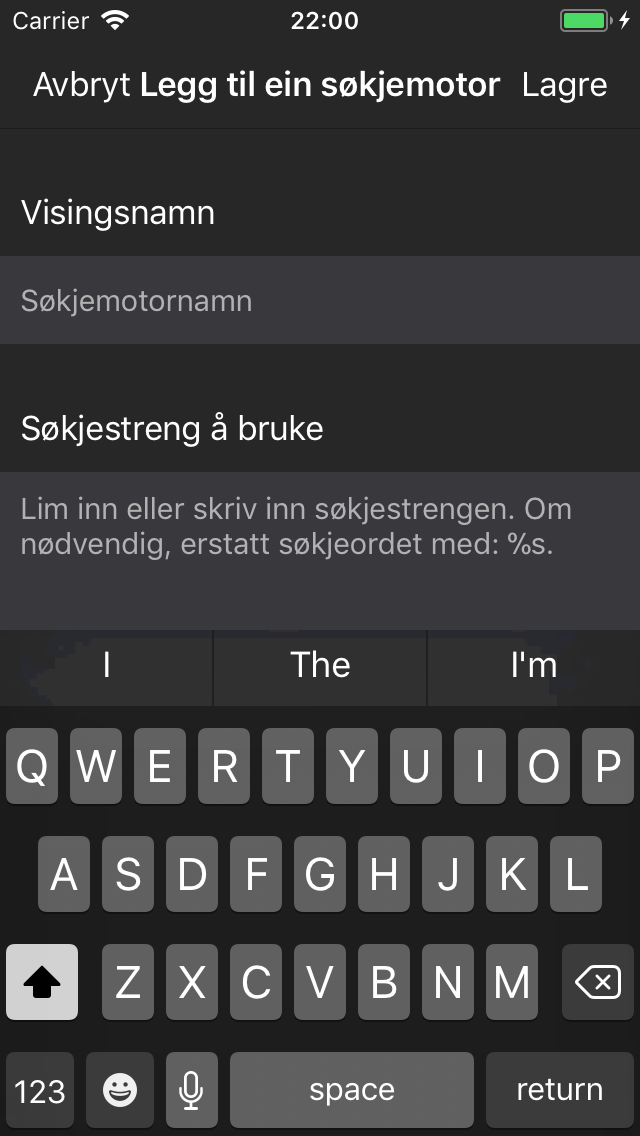 Carrier 22:00
Avbryt Legg til ein søkjemotor Lagre
Visingsnamn
Søkjemotornamn
Søkjestreng å bruke
Lim inn eller skriv inn søkjestrengen. Om
nødvendig, erstatt søkjeordet med: %s.
I The I'm
Q W E R T Y U I O P
A S D F G H J K L
Z X C V B N M
123 space return